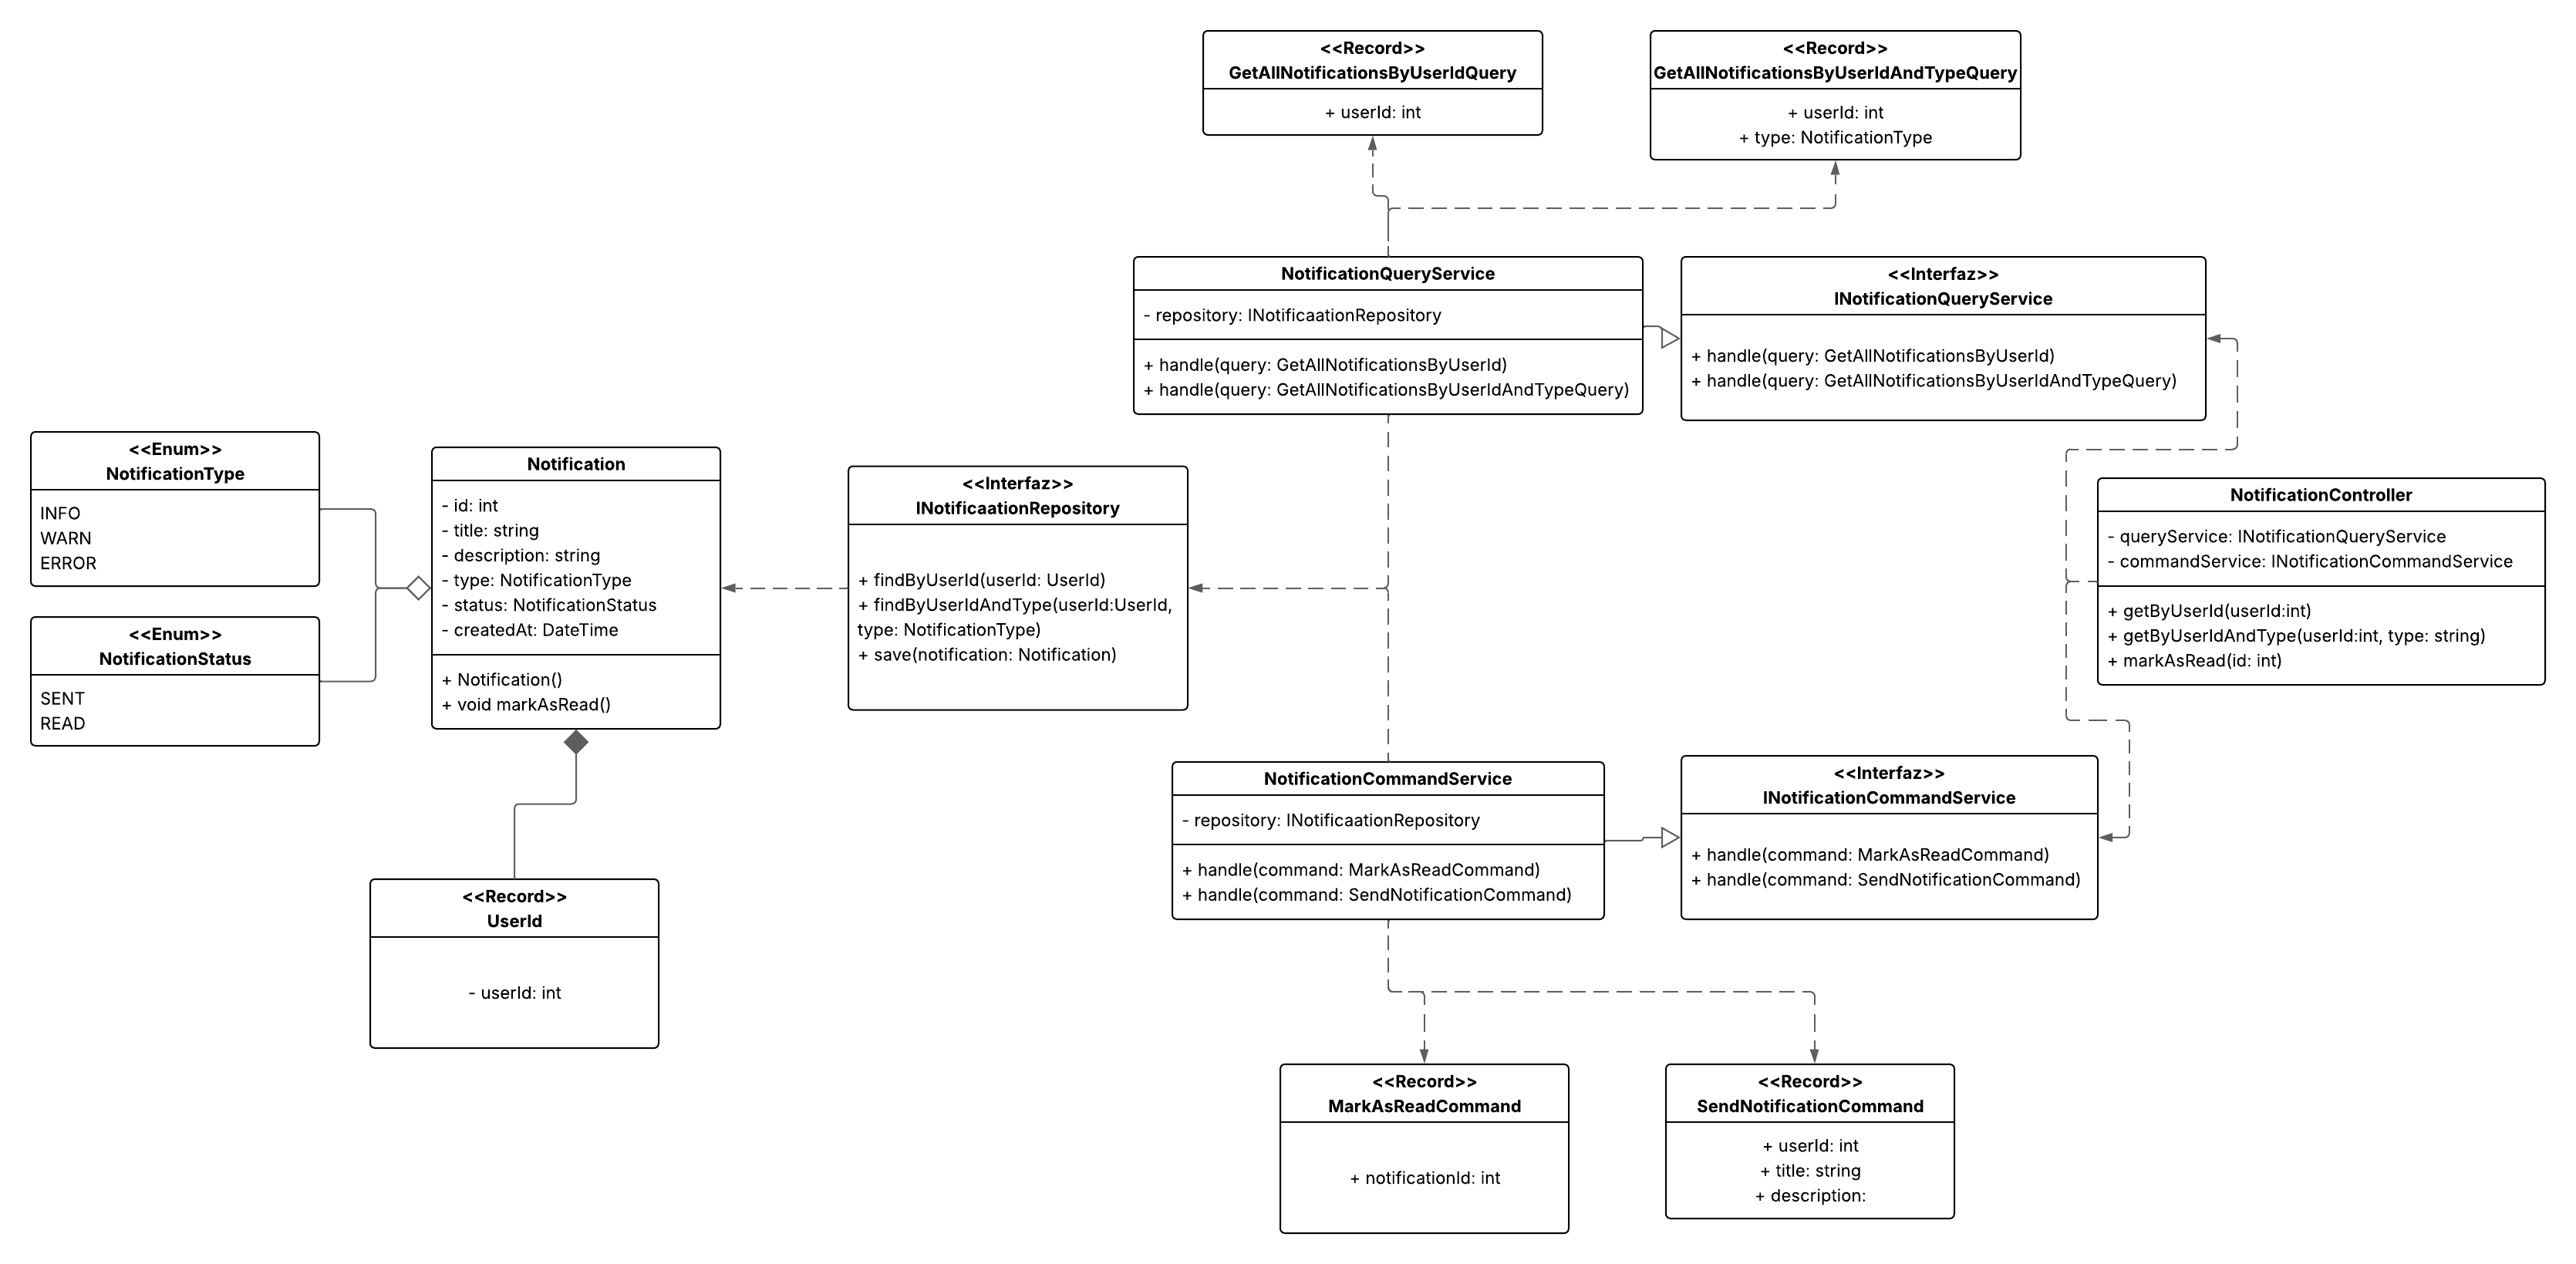 <<Record>>
GetAllNotificationsByUserIdQuery
+ userId: int
<<Record>>
GetAllNotificationsByUserIdAndTypeQuery
+ userId: int
+ type: NotificationType
NotificationQueryService
- repository: INotificaationRepository
+ handle(query: GetAllNotificationsByUserId)
+ handle(query: GetAllNotificationsByUserIdAndTypeQuery)
<<Interfaz>>
INotificationQueryService
+ handle(query: GetAllNotificationsByUserId)
+ handle(query: GetAllNotificationsByUserIdAndTypeQuery)
<<Enum>>
NotificationType
INFO
WARN
ERROR
<<Enum>>
NotificationStatus
SENT
READ
Notification
- id: int
- title: string
- description: string
- type: NotificationType
- status: NotificationStatus
- createdAt: DateTime
+ Notification()
+ void markAsRead()
<<Interfaz>>
INotificaationRepository
+ findByUserId(userId: UserId)
+ findByUserIdAndType(userId:UserId,
type: NotificationType)
+ save(notification: Notification)
NotificationController
- queryService: INotificationQueryService
- commandService: INotificationCommandService
+ getByUserId(userId:int)
+ getByUserIdAndType(userId:int, type: string)
+ markAsRead(id: int)
NotificationCommandService
- repository: INotificaationRepository
+ handle(command: MarkAsReadCommand)
+ handle(command: SendNotificationCommand)
<<Interfaz>>
INotificationCommandService
+ handle(command: MarkAsReadCommand)
+ handle(command: SendNotificationCommand)
<<Record>>
UserId
- userId: int
<<Record>>
MarkAsReadCommand
+ notificationId: int
<<Record>>
SendNotificationCommand
+ userId: int
+ title: string
+ description: